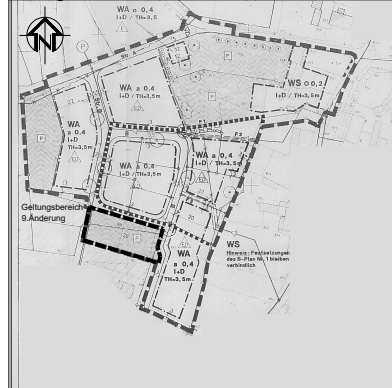 WA o 0,4
I+D / TH=3,5
P
WA a 0,4
I+D / TH=3,5m
P
WS o 0,2
I+D / TH=3,5m
WA
a 0,4
I+D
TH=3,5m
P
F1
F2
P
WA a 0,4
I+D / TH=3,5m
WA a 0,4
I+D
TH=3,5m
Geltungsbereich
9.Änderung
WS
Hinweis: Festsetzungen
des B-Plan Nr. 1 bleiben
verbindlich
WA
a 0,4
I+D
TH=3,5m